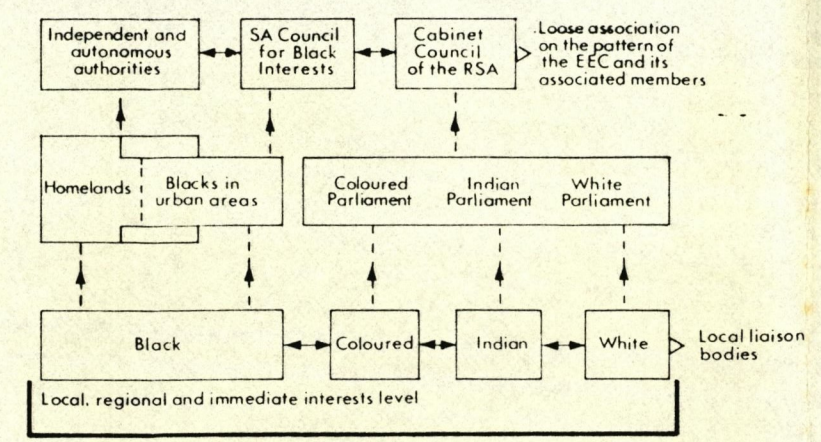 Independent and
autonomous
authorities
SA Council
for Black
Interests
Cabinet
Council
of the RSA
.Loose association
on the pattern of
the EEC and its
associated members
Homelands
Blacks in
urban areas
Coloured
Parliament
Indian
Parliament
White
Parliament
Black
Coloured
Indian
White
Local liaison
bodies
Local, regional and immediate interests level